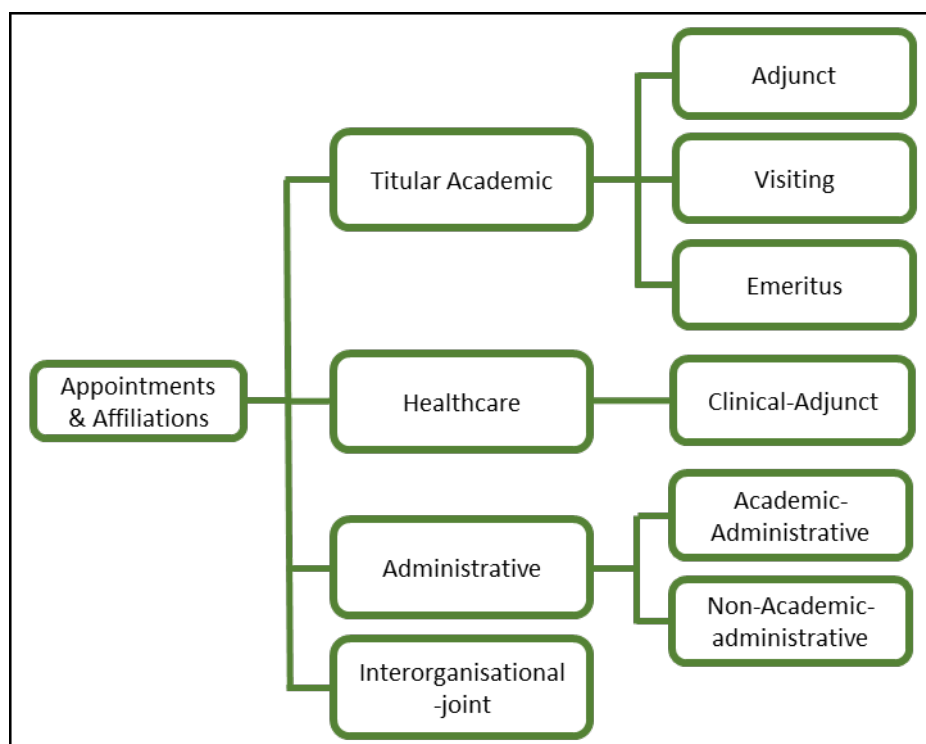 Appointments
& Affiliations
Titular Academic
Adjunct
Visiting
Emeritus
Healthcare
Clinical-Adjunct
Administrative
Academic-
Administrative
Non-Academic-
administrative
Interorganisational
-joint